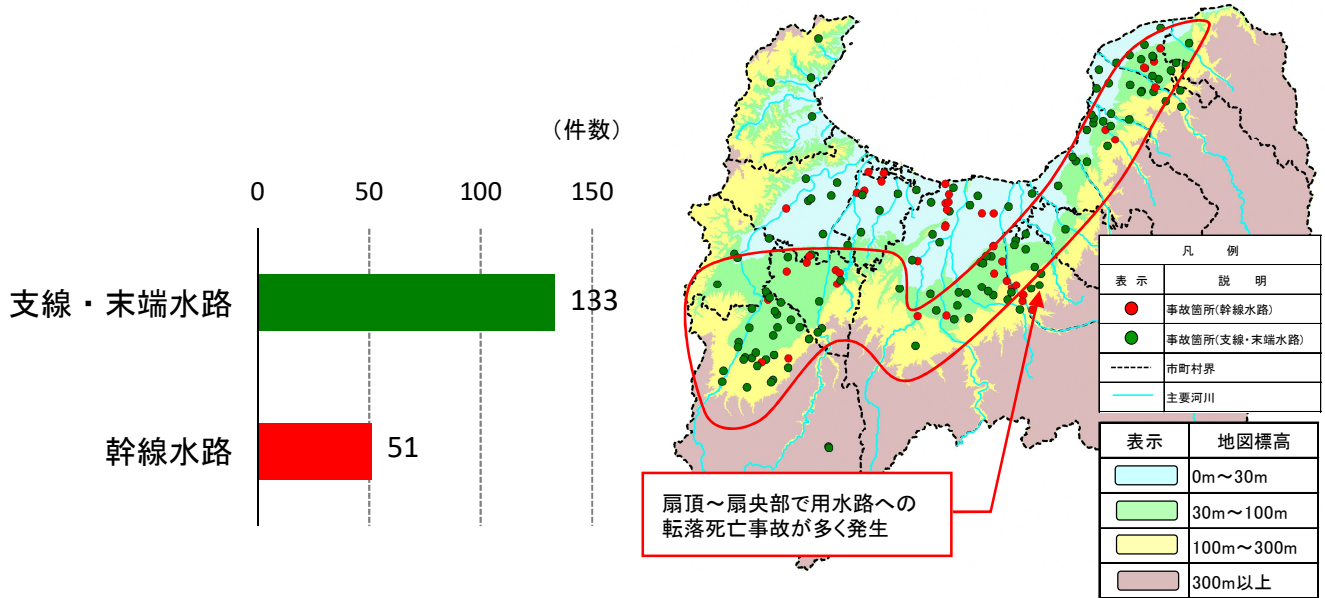 （件数）
0 50 100 150
支線・末端水路 133
幹線水路 51
扇頂～扇央部で用水路への
転落死亡事故が多く発生
凡 例
表 示 説 明
事故箇所(幹線水路)
事故箇所(支線・末端水路)
市町村界
主要河川
表示 地図標高
0m～30m
30m～100m
100m～300m
300m以上